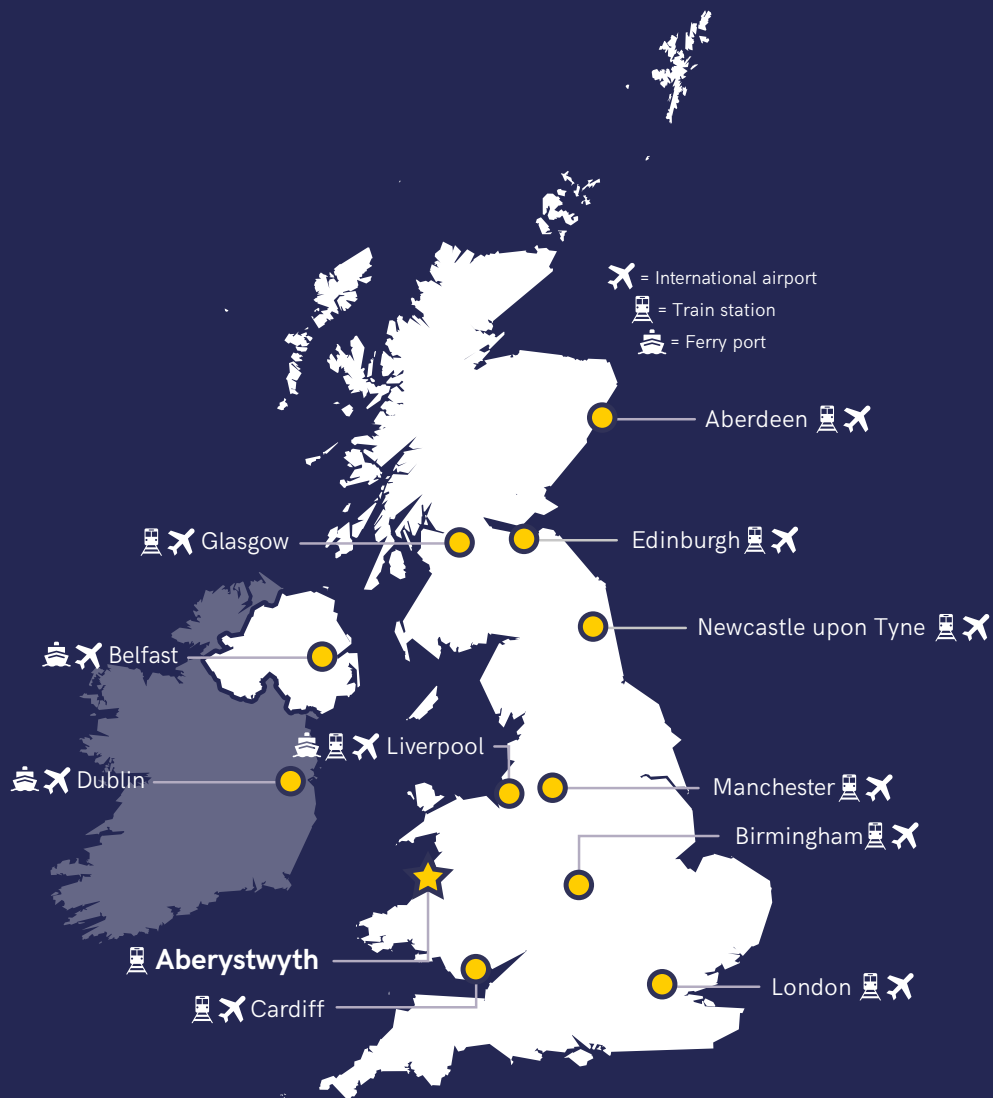 = International airport
= Train station
= Ferry port
Aberdeen
Glasgow
Edinburgh
Newcastle upon Tyne
Belfast
Liverpool
Dublin
Manchester
Birmingham
Aberystwyth
London
Cardiff